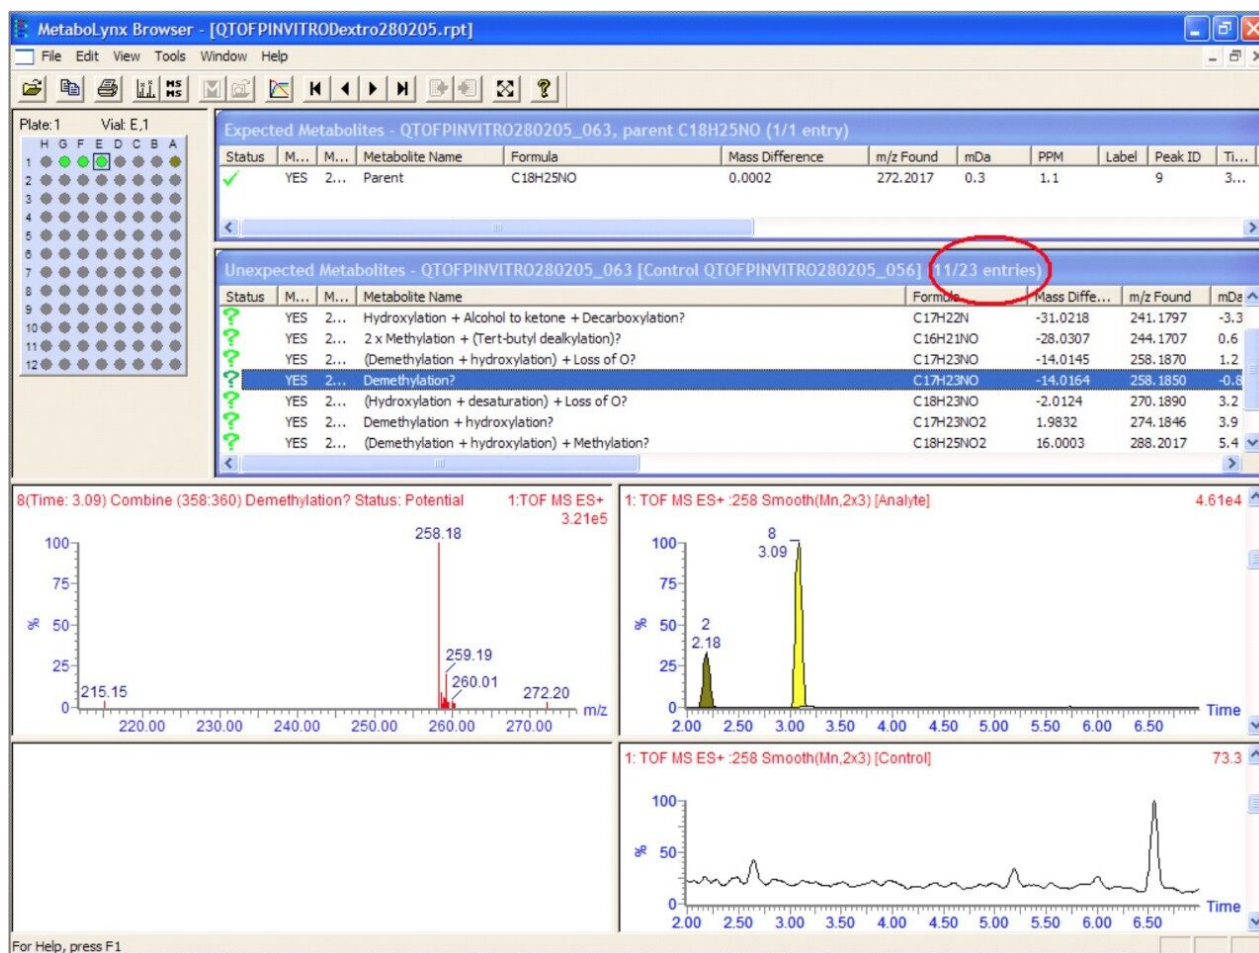 MetaboLynx Browser - [QTOFPINVITRODextro280205.rpt]
File Edit View Tools Window Help
MS
MS
Plate:1 Vial: E,1
H G F E D C B A
1
2
3
4
5
6
7
8
9
10
11
12
Expected Metabolites - QTOFPINVITRO280205_063, parent C18H25NO (1/1 entry)
Status M... M... Metabolite Name Formula Mass Difference m/z Found mDa PPM Label Peak ID Ti...
YES 2... Parent C18H25NO 0.0002 272.2017 0.3 1.1 9 3...
Unexpected Metabolites - QTOFPINVITRO280205_063 [Control QTOFPINVITRO280205_056] (11/23 entries)
Status M... M... Metabolite Name Formula Mass Diffe... m/z Found mDa
? YES 2... Hydroxylation + Alcohol to ketone + Decarboxylation? C17H22N -31.0218 241.1797 -3.3
? YES 2... 2 x Methylation + (Tert-butyl dealkylation)? C16H21NO -28.0307 244.1707 0.6
? YES 2... (Demethylation + hydroxylation) + Loss of O? C17H23NO -14.0145 258.1870 1.2
? YES 2... Demethylation? C17H23NO -14.0164 258.1850 -0.8
? YES 2... (Hydroxylation + desaturation) + Loss of O? C18H23NO -2.0124 270.1890 3.2
? YES 2... Demethylation + hydroxylation? C17H23NO2 1.9832 274.1846 3.9
? YES 2... (Demethylation + hydroxylation) + Methylation? C18H25NO2 16.0003 288.2017 5.4
8(Time: 3.09) Combine (358:360) Demethylation? Status: Potential 1:TOF MS ES+
3.21e5
258.18
100
75
% 50
25
0
215.15
259.19
260.01
272.20
m/z
220.00 230.00 240.00 250.00 260.00 270.00
1: TOF MS ES+ :258 Smooth(Mn,2x3) [Analyte] 4.61e4
8
3.09
2
2.18
100
75
% 50
25
0
Time
2.00 2.50 3.00 3.50 4.00 4.50 5.00 5.50 6.00 6.50
1: TOF MS ES+ :258 Smooth(Mn,2x3) [Control] 73.3
100
% 50
0
Time
2.00 2.50 3.00 3.50 4.00 4.50 5.00 5.50 6.00 6.50
For Help, press F1